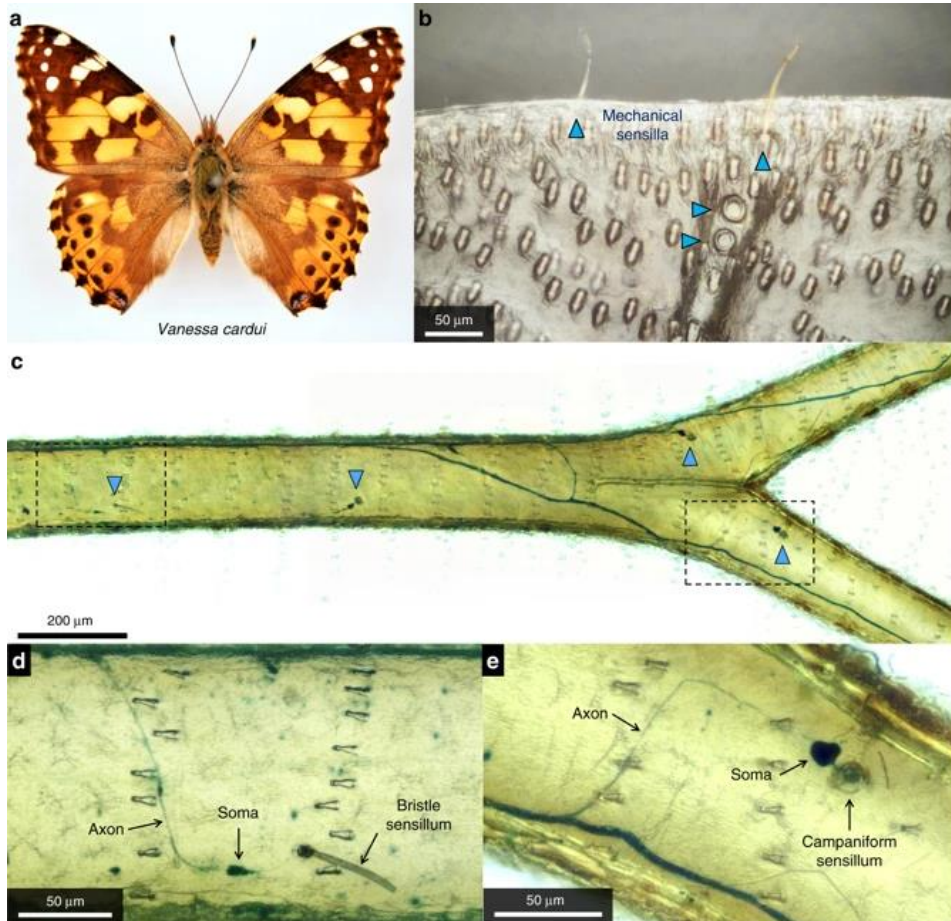 a
Vanessa cardui
b
Mechanical
sensilla
50 μm
c
200 μm
d
Axon
Soma
Bristle
sensillum
50 μm
e
Axon
Soma
Campaniform
sensillum
50 μm